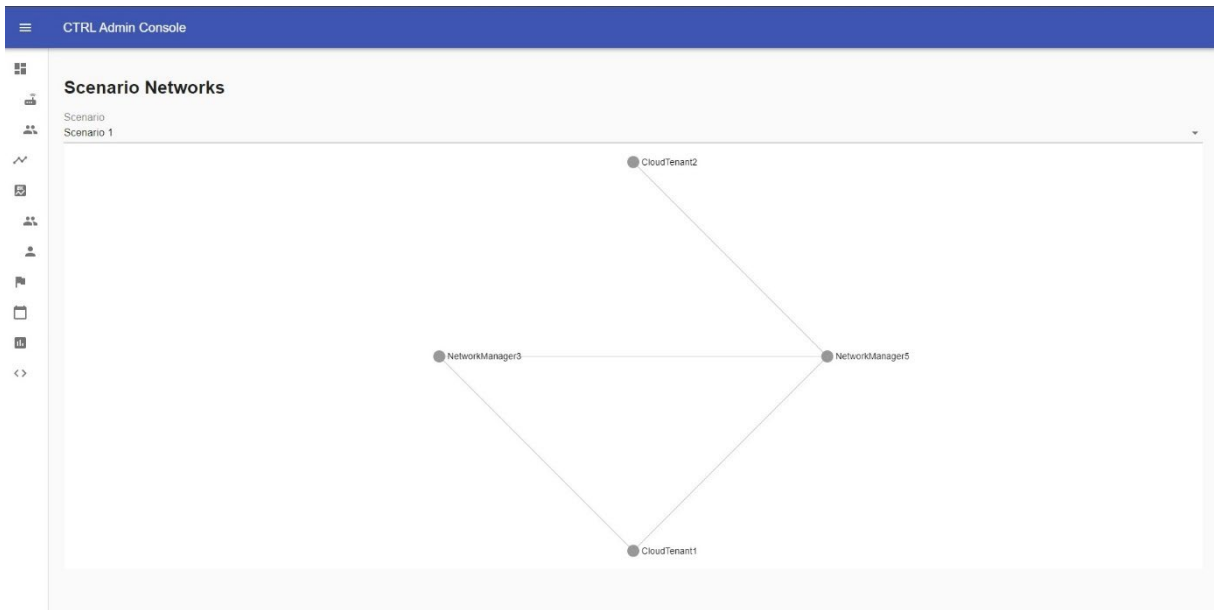 CTRL Admin Console
Scenario Networks
Scenario
Scenario 1
CloudTenant2
NetworkManager3
NetworkManager5
CloudTenant1